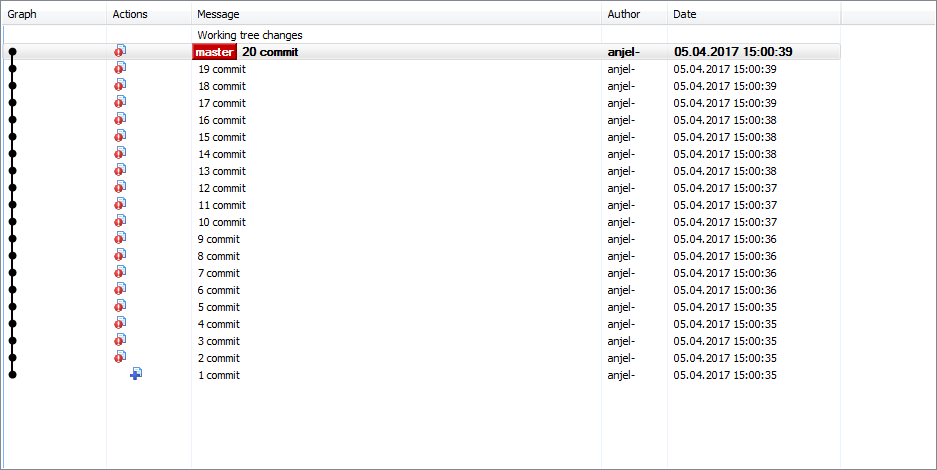 Graph Actions Message Author Date
Working tree changes
master 20 commit anjel- 05.04.2017 15:00:39
19 commit anjel- 05.04.2017 15:00:39
18 commit anjel- 05.04.2017 15:00:39
17 commit anjel- 05.04.2017 15:00:39
16 commit anjel- 05.04.2017 15:00:38
15 commit anjel- 05.04.2017 15:00:38
14 commit anjel- 05.04.2017 15:00:38
13 commit anjel- 05.04.2017 15:00:38
12 commit anjel- 05.04.2017 15:00:37
11 commit anjel- 05.04.2017 15:00:37
10 commit anjel- 05.04.2017 15:00:37
9 commit anjel- 05.04.2017 15:00:36
8 commit anjel- 05.04.2017 15:00:36
7 commit anjel- 05.04.2017 15:00:36
6 commit anjel- 05.04.2017 15:00:36
5 commit anjel- 05.04.2017 15:00:35
4 commit anjel- 05.04.2017 15:00:35
3 commit anjel- 05.04.2017 15:00:35
2 commit anjel- 05.04.2017 15:00:35
1 commit anjel- 05.04.2017 15:00:35